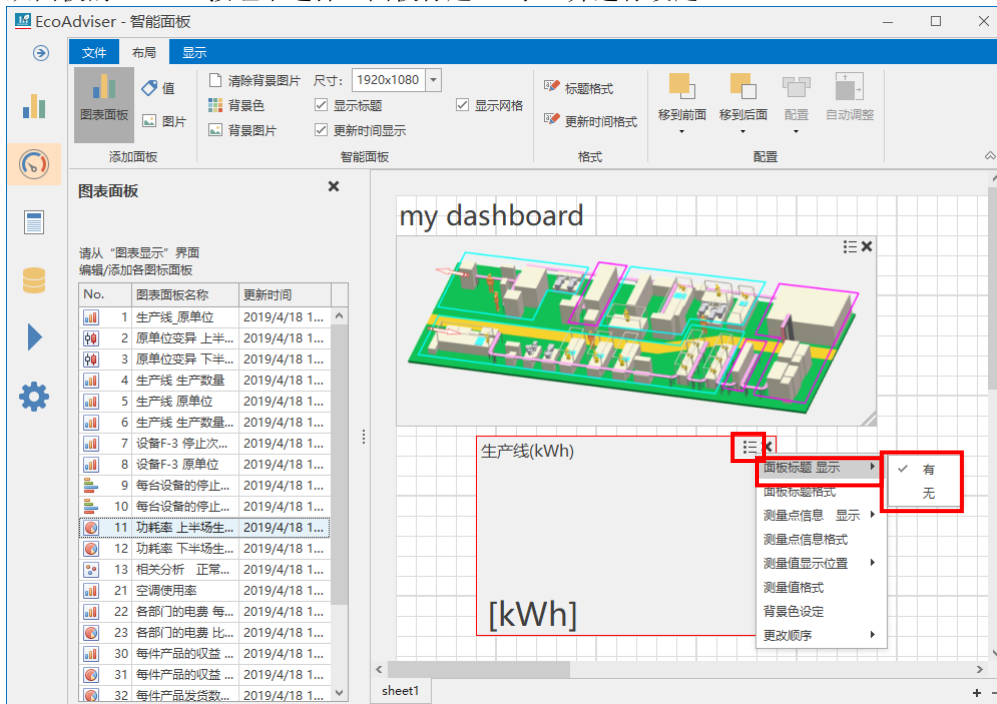 EcoAdviser - 智能面板
文件 布局 显示
图表面板
值
图片
添加面板
清除背景图片
背景色
背景图片
尺寸: 1920x1080
显示标题
更新时间显示
显示网格
智能面板
标题格式
更新时间格式
格式
移到前面 移到后面 配置 自动调整
配置
图表面板
请从“图表显示”界面
编辑/添加各图标面板
No. 图表面板名称 更新时间
1 生产线_原单位 2019/4/18 1...
2 原单位变异 上半... 2019/4/18 1...
3 原单位变异 下半... 2019/4/18 1...
4 生产线 生产数量 2019/4/18 1...
5 生产线 原单位 2019/4/18 1...
6 生产线 生产数量... 2019/4/18 1...
7 设备F-3 停止次... 2019/4/18 1...
8 设备F-3 原单位 2019/4/18 1...
9 每台设备的停止... 2019/4/18 1...
10 每台设备的停止... 2019/4/18 1...
11 功耗率 上半场生... 2019/4/18 1...
12 功耗率 下半场生... 2019/4/18 1...
13 相关分析 正常... 2019/4/18 1...
21 空调使用率 2019/4/18 1...
22 各部门的电费 每... 2019/4/18 1...
23 各部门的电费 比... 2019/4/18 1...
30 每件产品的收益 ... 2019/4/18 1...
31 每件产品的收益 ... 2019/4/18 1...
32 每件产品发货数... 2019/4/18 1...
my dashboard
生产线(kWh)
[kWh]
面板标题 显示
面板标题格式
测量点信息 显示
测量点信息格式
测量值显示位置
测量值格式
背景色设定
更改顺序
有
无
sheet1